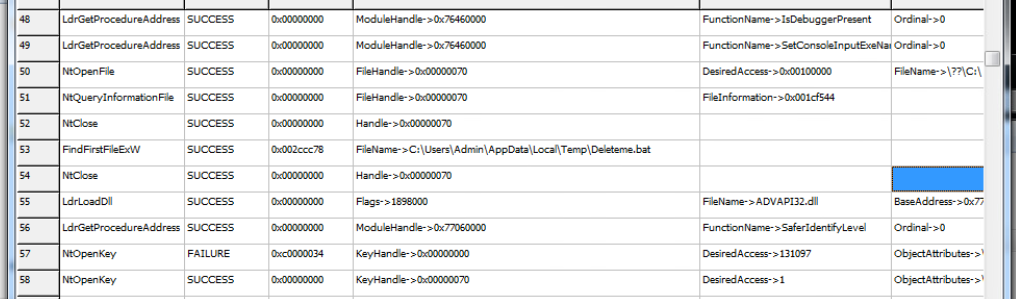 48 LdrGetProcedureAddress SUCCESS 0x00000000 ModuleHandle->0x76460000 FunctionName->IsDebuggerPresent Ordinal->0
49 LdrGetProcedureAddress SUCCESS 0x00000000 ModuleHandle->0x76460000 FunctionName->SetConsoleInputExeNa Ordinal->0
50 NtOpenFile SUCCESS 0x00000000 FileHandle->0x00000070 DesiredAccess->0x00100000 FileName->\??\C:\
51 NtQueryInformationFile SUCCESS 0x00000000 FileHandle->0x00000070 FileInformation->0x001cf544
52 NtClose SUCCESS 0x00000000 Handle->0x00000070
53 FindFirstFileExW SUCCESS 0x002ccc78 FileName->C:\Users\Admin\AppData\Local\Temp\Deleteme.bat
54 NtClose SUCCESS 0x00000000 Handle->0x00000070
55 LdrLoadDll SUCCESS 0x00000000 Flags->1898000 FileName->ADVAPI32.dll BaseAddress->0x77
56 LdrGetProcedureAddress SUCCESS 0x00000000 ModuleHandle->0x77060000 FunctionName->SaferIdentifyLevel Ordinal->0
57 NtOpenKey FAILURE 0xc0000034 KeyHandle->0x00000000 DesiredAccess->131097 ObjectAttributes->\
58 NtOpenKey SUCCESS 0x00000000 KeyHandle->0x00000070 DesiredAccess->1 ObjectAttributes->\